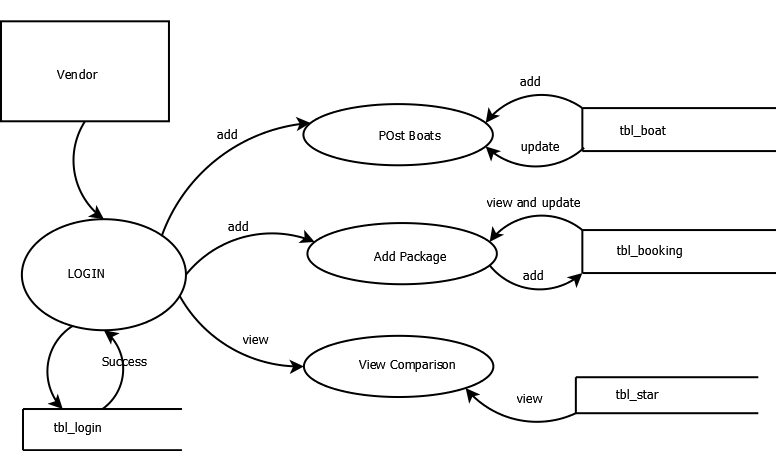 Vendor
add
add
POst Boats
update
tbl_boat
view and update
add
Add Package
add
tbl_booking
LOGIN
view
View Comparison
view
tbl_star
Success
tbl_login